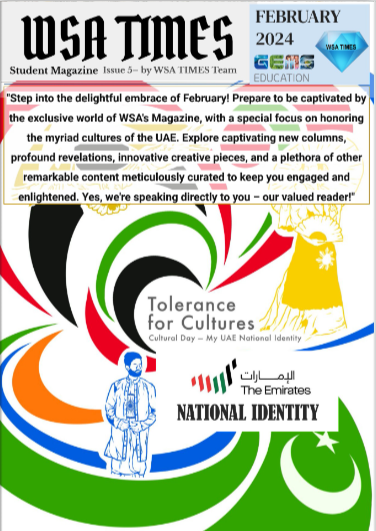 WSA TIMES
Student Magazine Issue 5– by WSA TIMES Team
FEBRUARY
2024
WSA TIMES
GEMS
EDUCATION
"Step into the delightful embrace of February! Prepare to be captivated by
the exclusive world of WSA's Magazine, with a special focus on honoring
the myriad cultures of the UAE. Explore captivating new columns,
profound revelations, innovative creative pieces, and a plethora of other
remarkable content meticulously curated to keep you engaged and
enlightened. Yes, we're speaking directly to you – our valued reader!"
Tolerance
for Cultures
Cultural Day – My UAE National Identity
الإمارات
The Emirates
NATIONAL IDENTITY